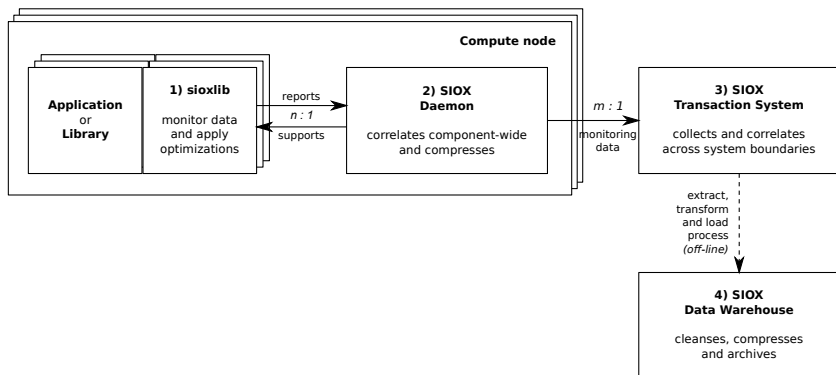 Compute node
Application
or
Library
1) sioxlib
monitor data
and apply
optimizations
reports
n : 1
supports
2) SIOX
Daemon
correlates component-wide
and compresses
m : 1
monitoring
data
3) SIOX
Transaction System
collects and correlates
across system boundaries
extract,
transform
and load
process
(off-line)
4) SIOX
Data Warehouse
cleanses, compresses
and archives